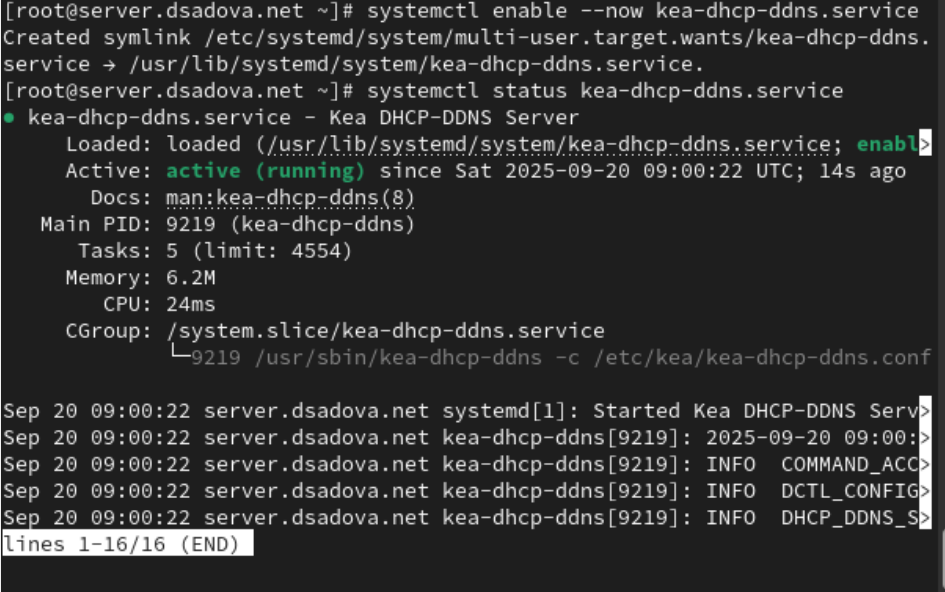 [root@server.dsadova.net ~]# systemctl enable --now kea-dhcp-ddns.service
Created symlink /etc/systemd/system/multi-user.target.wants/kea-dhcp-ddns.
service → /usr/lib/systemd/system/kea-dhcp-ddns.service.
[root@server.dsadova.net ~]# systemctl status kea-dhcp-ddns.service
● kea-dhcp-ddns.service - Kea DHCP-DDNS Server
     Loaded: loaded (/usr/lib/systemd/system/kea-dhcp-ddns.service; enabl>
     Active: active (running) since Sat 2025-09-20 09:00:22 UTC; 14s ago
       Docs: man:kea-dhcp-ddns(8)
   Main PID: 9219 (kea-dhcp-ddns)
      Tasks: 5 (limit: 4554)
     Memory: 6.2M
        CPU: 24ms
     CGroup: /system.slice/kea-dhcp-ddns.service
             └─9219 /usr/sbin/kea-dhcp-ddns -c /etc/kea/kea-dhcp-ddns.conf

Sep 20 09:00:22 server.dsadova.net systemd[1]: Started Kea DHCP-DDNS Serv>
Sep 20 09:00:22 server.dsadova.net kea-dhcp-ddns[9219]: 2025-09-20 09:00:>
Sep 20 09:00:22 server.dsadova.net kea-dhcp-ddns[9219]: INFO  COMMAND_ACC>
Sep 20 09:00:22 server.dsadova.net kea-dhcp-ddns[9219]: INFO  DCTL_CONFIG>
Sep 20 09:00:22 server.dsadova.net kea-dhcp-ddns[9219]: INFO  DHCP_DDNS_S>
lines 1-16/16 (END)